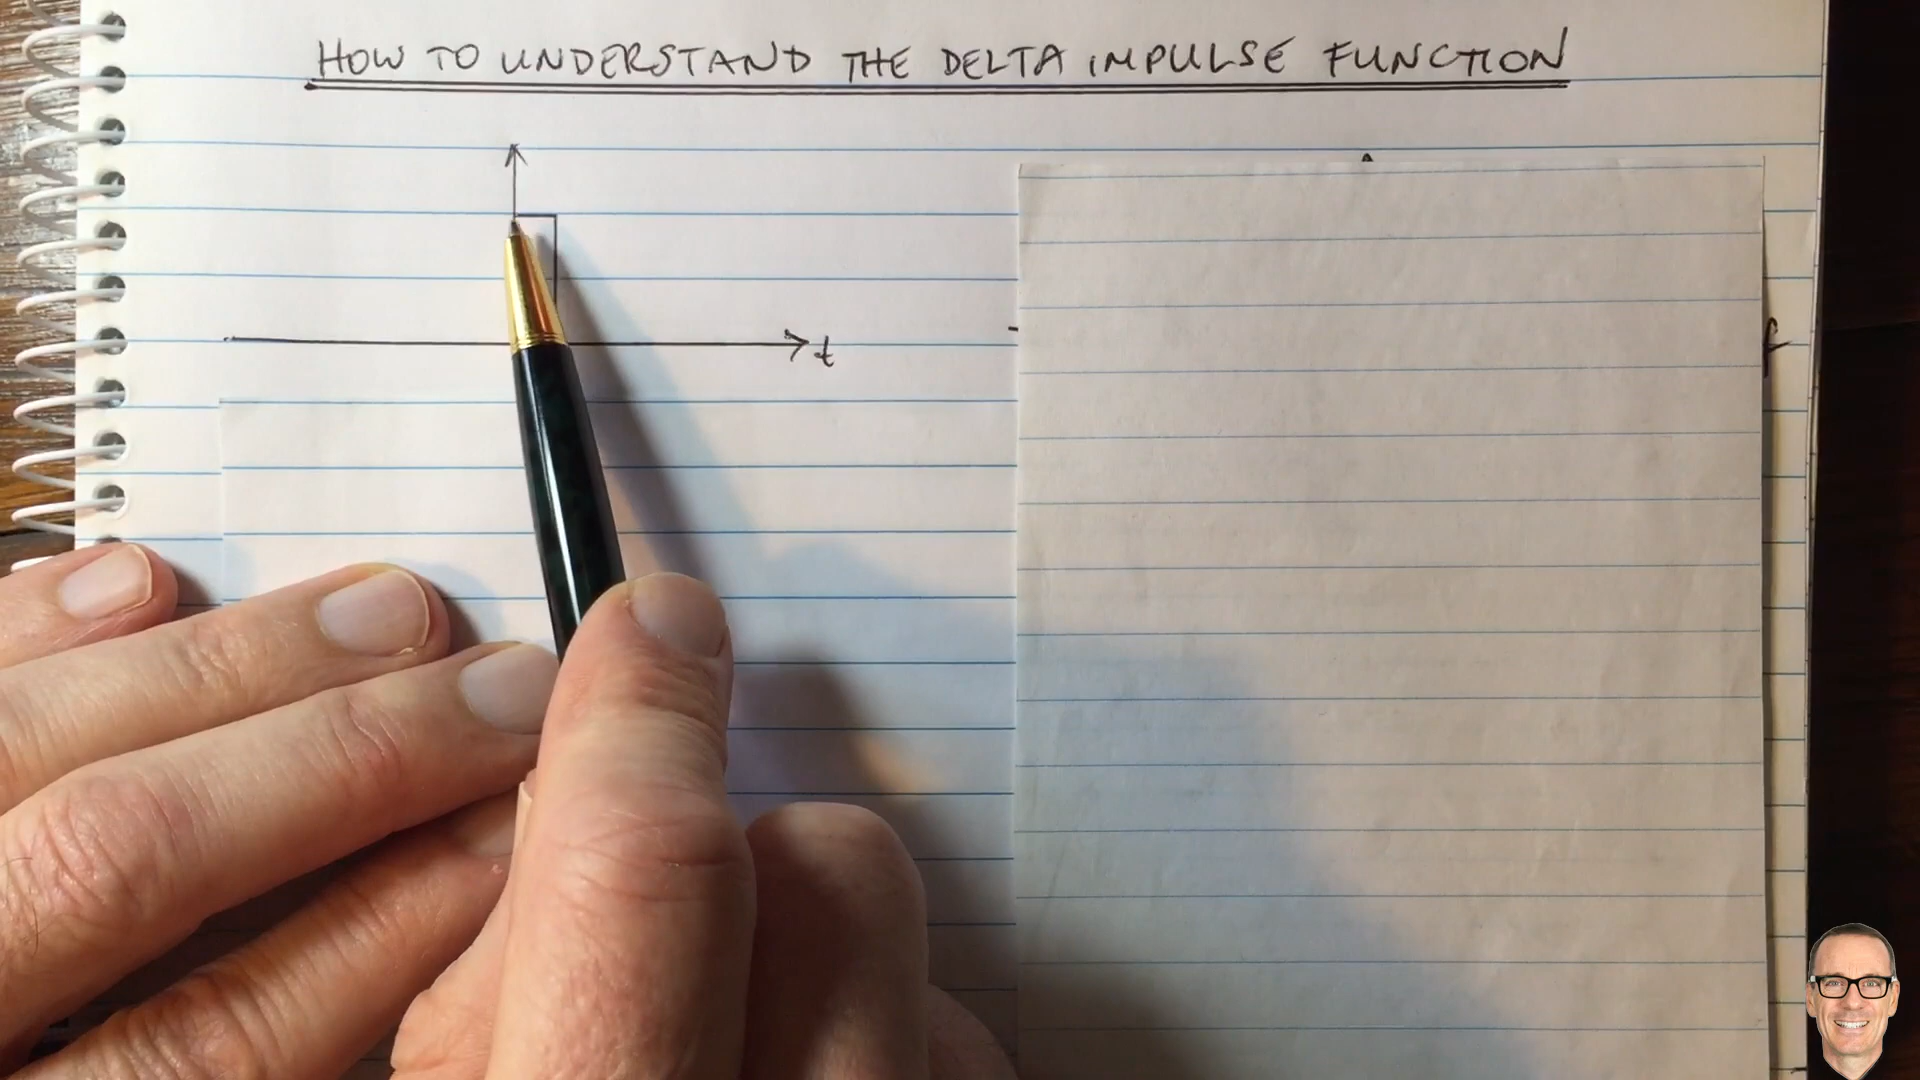 HOW TO UNDERSTAND THE DELTA IMPULSE FUNCTION
t
f